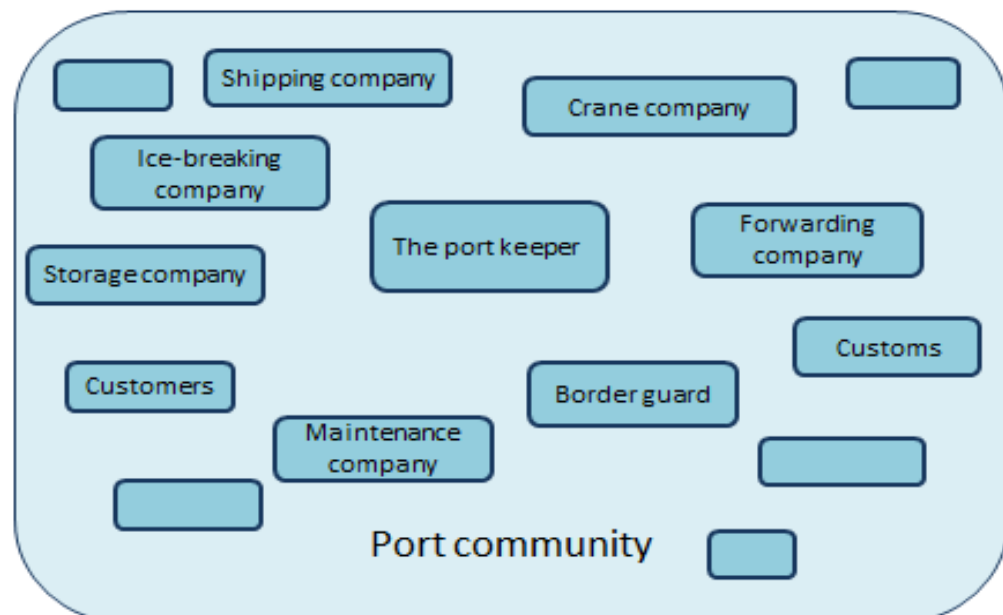 Shipping company
Crane company
Ice-breaking
company
The port keeper
Forwarding
company
Storage company
Customs
Customers
Border guard
Maintenance
company
Port community